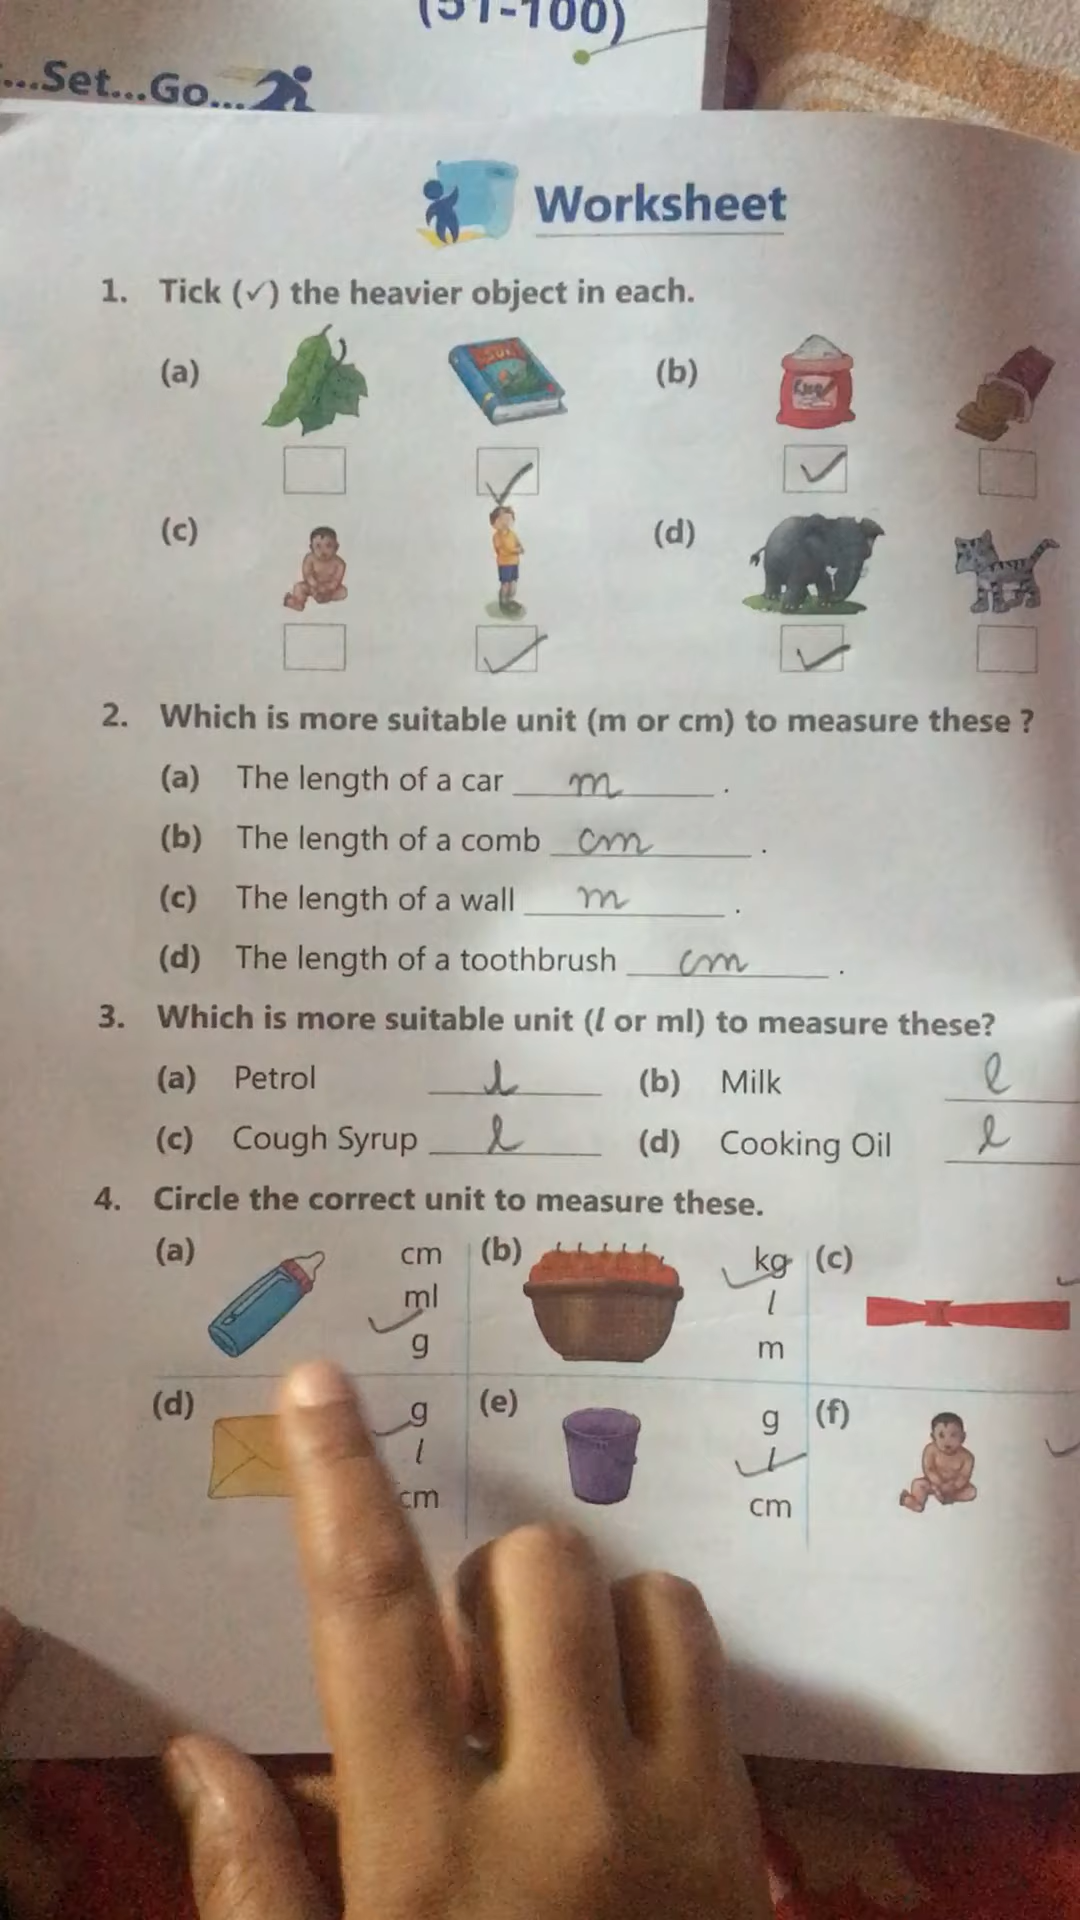 (51-100)
...Set...Go...
Worksheet
1. Tick (✓) the heavier object in each.
(a) (b)
✓ ✓
(c) (d)
✓ ✓
2. Which is more suitable unit (m or cm) to measure these ?
(a) The length of a car m .
(b) The length of a comb cm .
(c) The length of a wall m .
(d) The length of a toothbrush cm .
3. Which is more suitable unit (l or ml) to measure these?
(a) Petrol l (b) Milk l
(c) Cough Syrup l (d) Cooking Oil l
4. Circle the correct unit to measure these.
(a) cm (b) kg (c)
ml l
g m
(d) g (e) g (f)
l l
cm cm